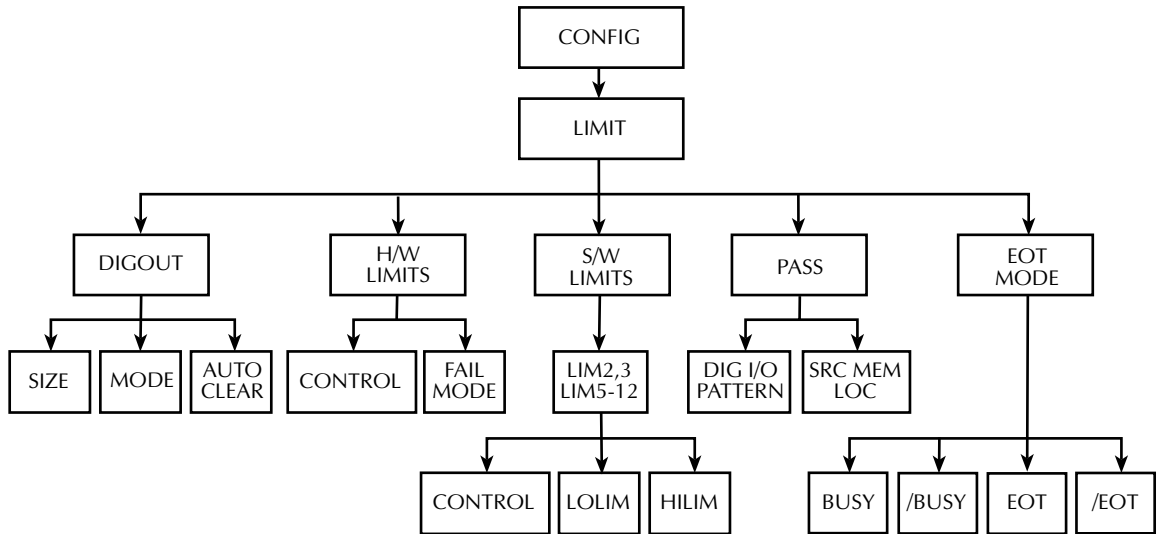 CONFIG
LIMIT
DIGOUT
H/W
LIMITS
S/W
LIMITS
PASS
EOT
MODE
SIZE
MODE
AUTO
CLEAR
CONTROL
FAIL
MODE
LIM2,3
LIM5-12
DIG I/O
PATTERN
SRC MEM
LOC
CONTROL
LOLIM
HILIM
BUSY
/BUSY
EOT
/EOT